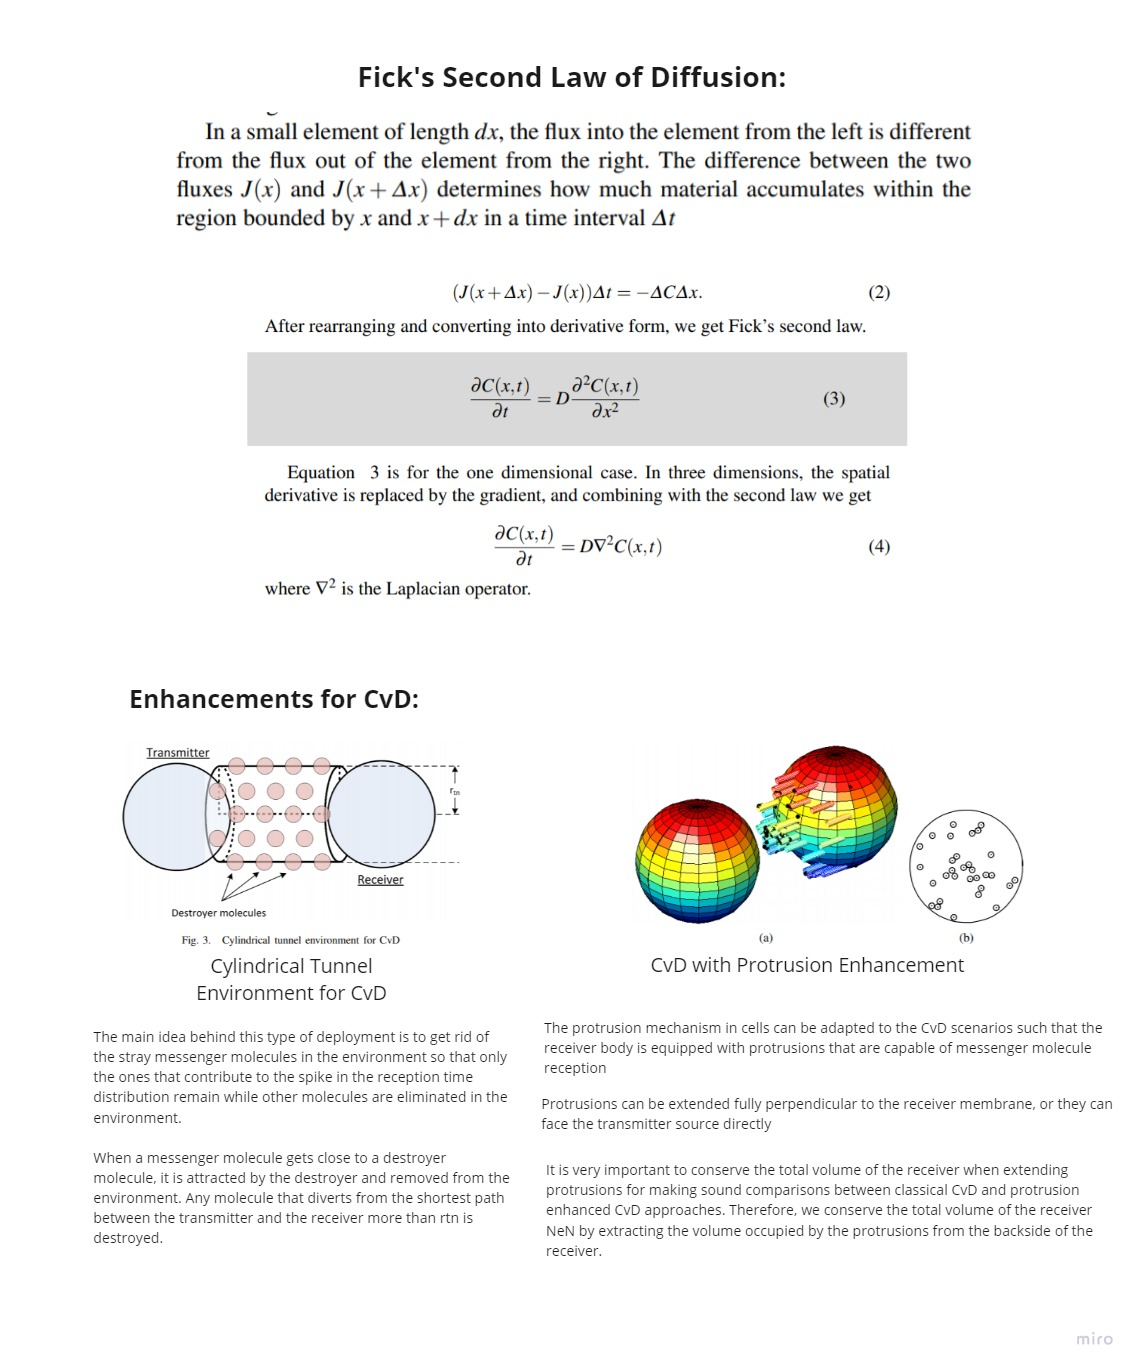 Fick's Second Law of Diffusion:
In a small element of length dx, the flux into the element from the left is different
from the flux out of the element from the right. The difference between the two
fluxes J(x) and J(x+Δx) determines how much material accumulates within the
region bounded by x and x+dx in a time interval Δt
(J(x+Δx) − J(x))Δt = −ΔCΔx. (2)
After rearranging and converting into derivative form, we get Fick's second law.
∂C(x,t)/∂t = D ∂²C(x,t)/∂x² (3)
Equation 3 is for the one dimensional case. In three dimensions, the spatial
derivative is replaced by the gradient, and combining with the second law we get
∂C(x,t)/∂t = D∇²C(x,t) (4)
where ∇² is the Laplacian operator.
Enhancements for CvD:
Transmitter
rtn
Receiver
Destroyer molecules
Fig. 3. Cylindrical tunnel environment for CvD
Cylindrical Tunnel
Environment for CvD
The main idea behind this type of deployment is to get rid of
the stray messenger molecules in the environment so that only
the ones that contribute to the spike in the reception time
distribution remain while other molecules are eliminated in the
environment.
When a messenger molecule gets close to a destroyer
molecule, it is attracted by the destroyer and removed from the
environment. Any molecule that diverts from the shortest path
between the transmitter and the receiver more than rtn is
destroyed.
(a)
(b)
CvD with Protrusion Enhancement
The protrusion mechanism in cells can be adapted to the CvD scenarios such that the
receiver body is equipped with protrusions that are capable of messenger molecule
reception
Protrusions can be extended fully perpendicular to the receiver membrane, or they can
face the transmitter source directly
It is very important to conserve the total volume of the receiver when extending
protrusions for making sound comparisons between classical CvD and protrusion
enhanced CvD approaches. Therefore, we conserve the total volume of the receiver
NeN by extracting the volume occupied by the protrusions from the backside of the
receiver.
miro